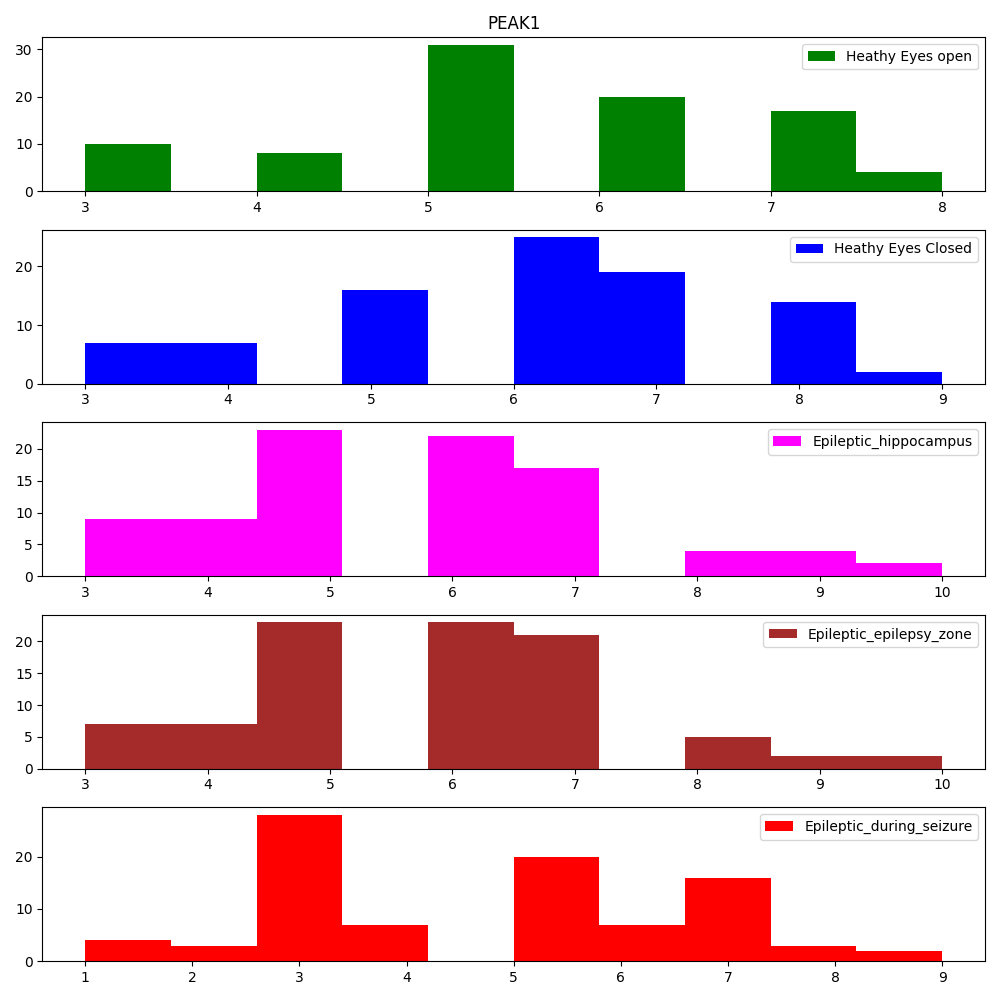 PEAK1
30
20
10
0
Heathy Eyes open
3 4 5 6 7 8
20
10
0
Heathy Eyes Closed
3 4 5 6 7 8 9
20
15
10
5
0
Epileptic_hippocampus
3 4 5 6 7 8 9 10
20
15
10
5
0
Epileptic_epilepsy_zone
3 4 5 6 7 8 9 10
20
10
0
Epileptic_during_seizure
1 2 3 4 5 6 7 8 9